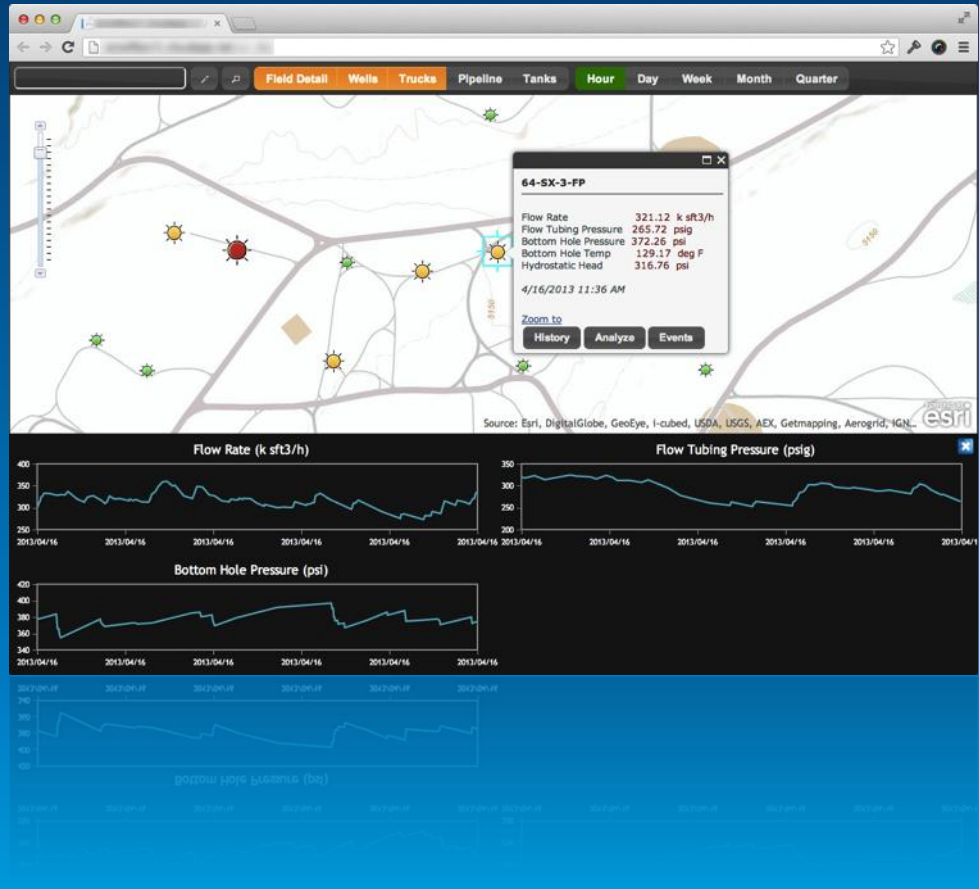 Field Detail Wells Trucks Pipeline Tanks Hour Day Week Month Quarter
64-SX-3-FP
Flow Rate 321.12 k sft3/h
Flow Tubing Pressure 265.72 psig
Bottom Hole Pressure 372.26 psi
Bottom Hole Temp 129.17 deg F
Hydrostatic Head 316.76 psi
4/16/2013 11:36 AM
Zoom to
History Analyze Events
5150
5150
Source: Esri, DigitalGlobe, GeoEye, i-cubed, USDA, USGS, AEX, Getmapping, Aerogrid, IGN...
esri
Flow Rate (k sft3/h)
400
350
300
250
2013/04/16 2013/04/16 2013/04/16 2013/04/16 2013/04/16 2013/04/16
Flow Tubing Pressure (psig)
350
300
250
200
2013/04/16 2013/04/16 2013/04/16 2013/04/16 2013/04/16 2013/04/1
Bottom Hole Pressure (psi)
420
400
380
360
340
2013/04/16 2013/04/16 2013/04/16 2013/04/16 2013/04/16 2013/04/16